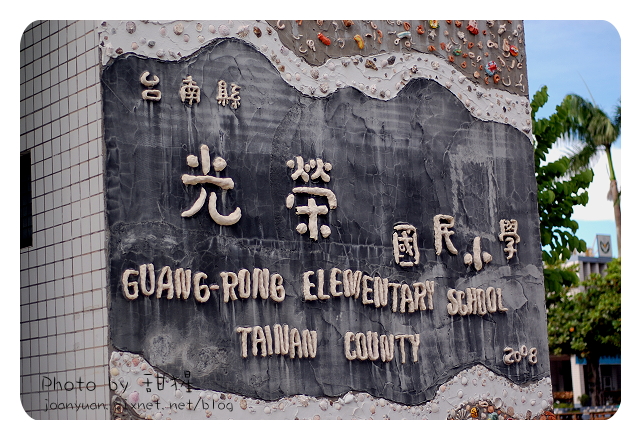 台南縣
光榮
國民小學
GUANG-RONG ELEMENTARY SCHOOL
TAINAN COUNTY
2008
Photo by
joanyuan.pixnet.net/blog